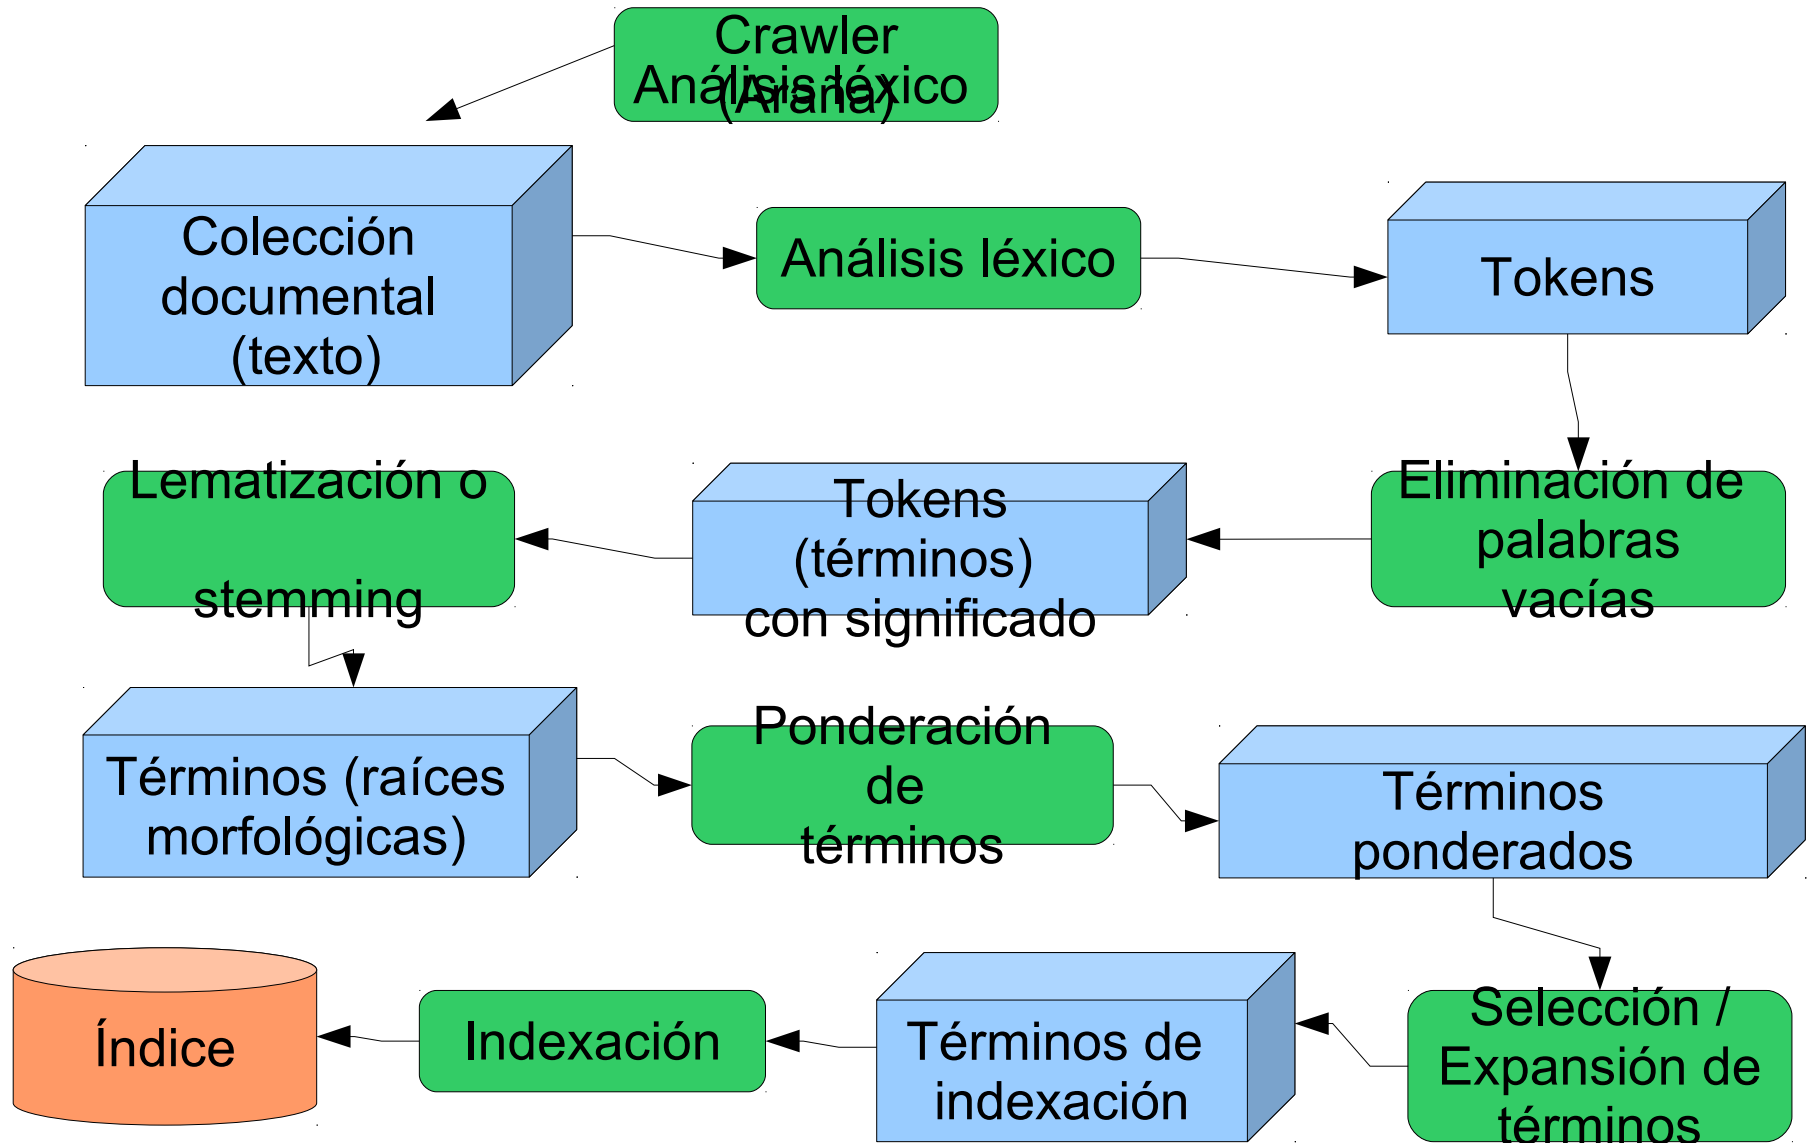 Crawler
Análisis léxico
(Araña)
Colección
documental
(texto)
Análisis léxico
Tokens
Lematización o
stemming
Tokens
(términos)
con significado
Eliminación de
palabras
vacías
Términos (raíces
morfológicas)
Ponderación
de
términos
Términos
ponderados
Índice
Indexación
Términos de
indexación
Selección /
Expansión de
términos